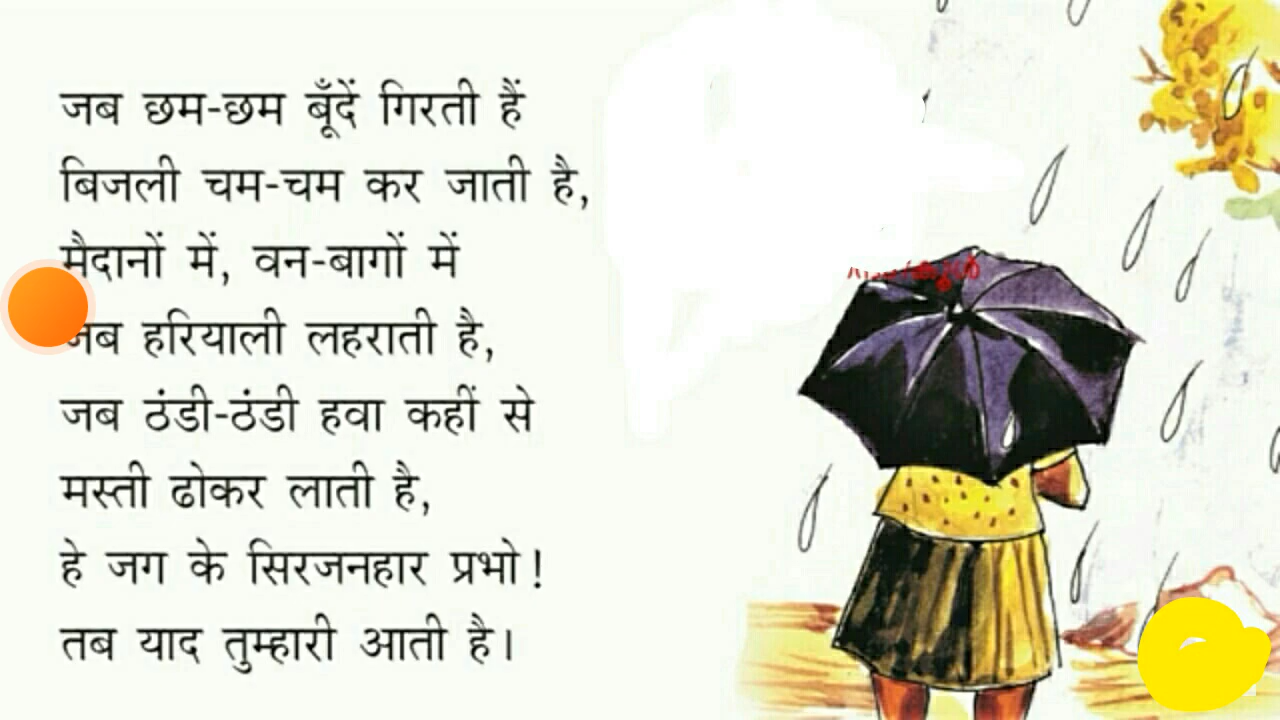 जब छम-छम बूँदें गिरती हैं
बिजली चम-चम कर जाती है,
मैदानों में, वन-बागों में
जब हरियाली लहराती है,
जब ठंडी-ठंडी हवा कहीं से
मस्ती ढोकर लाती है,
हे जग के सिरजनहार प्रभो!
तब याद तुम्हारी आती है।